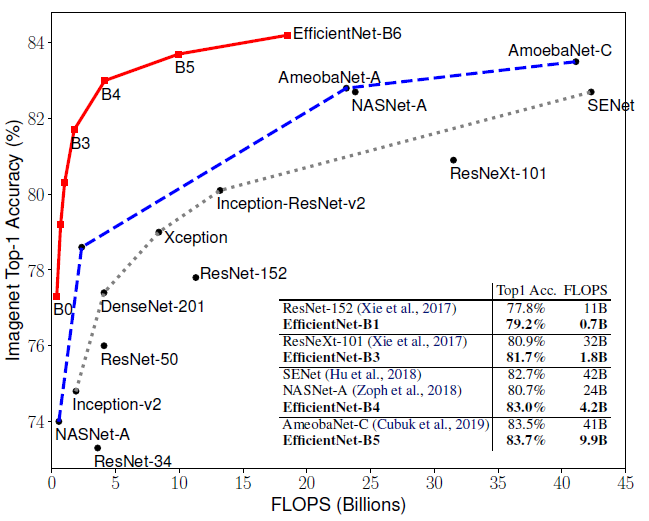 84
82
80
78
76
74
Imagenet Top-1 Accuracy (%)
EfficientNet-B6
B5
B4
B3
B0
AmoebaNet-C
AmeobaNet-A
NASNet-A
SENet
ResNeXt-101
Inception-ResNet-v2
Xception
ResNet-152
DenseNet-201
ResNet-50
Inception-v2
NASNet-A
ResNet-34
Top1 Acc. FLOPS
ResNet-152 (Xie et al., 2017) 77.8% 11B
EfficientNet-B1 79.2% 0.7B
ResNeXt-101 (Xie et al., 2017) 80.9% 32B
EfficientNet-B3 81.7% 1.8B
SENet (Hu et al., 2018) 82.7% 42B
NASNet-A (Zoph et al., 2018) 80.7% 24B
EfficientNet-B4 83.0% 4.2B
AmeobaNet-C (Cubuk et al., 2019) 83.5% 41B
EfficientNet-B5 83.7% 9.9B
0 5 10 15 20 25 30 35 40 45
FLOPS (Billions)